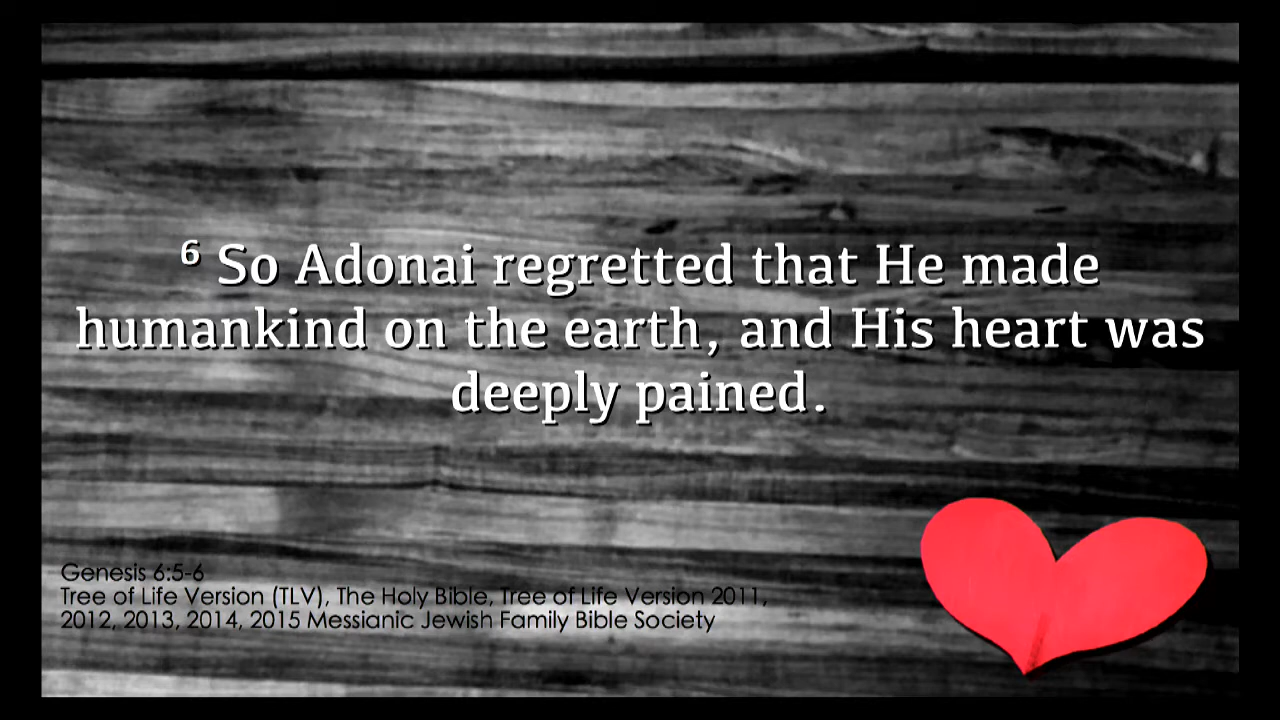 ⁶ So Adonai regretted that He made
humankind on the earth, and His heart was
deeply pained.
Genesis 6:5-6
Tree of Life Version (TLV), The Holy Bible, Tree of Life Version 2011,
2012, 2013, 2014, 2015 Messianic Jewish Family Bible Society